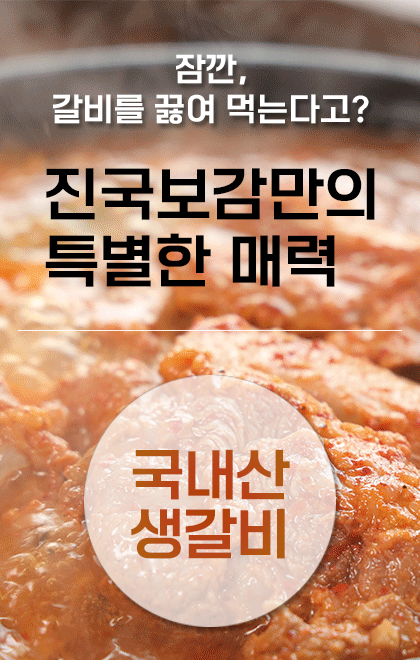 잠깐,
갈비를 끓여 먹는다고?
진국보감만의
특별한 매력
국내산
생갈비